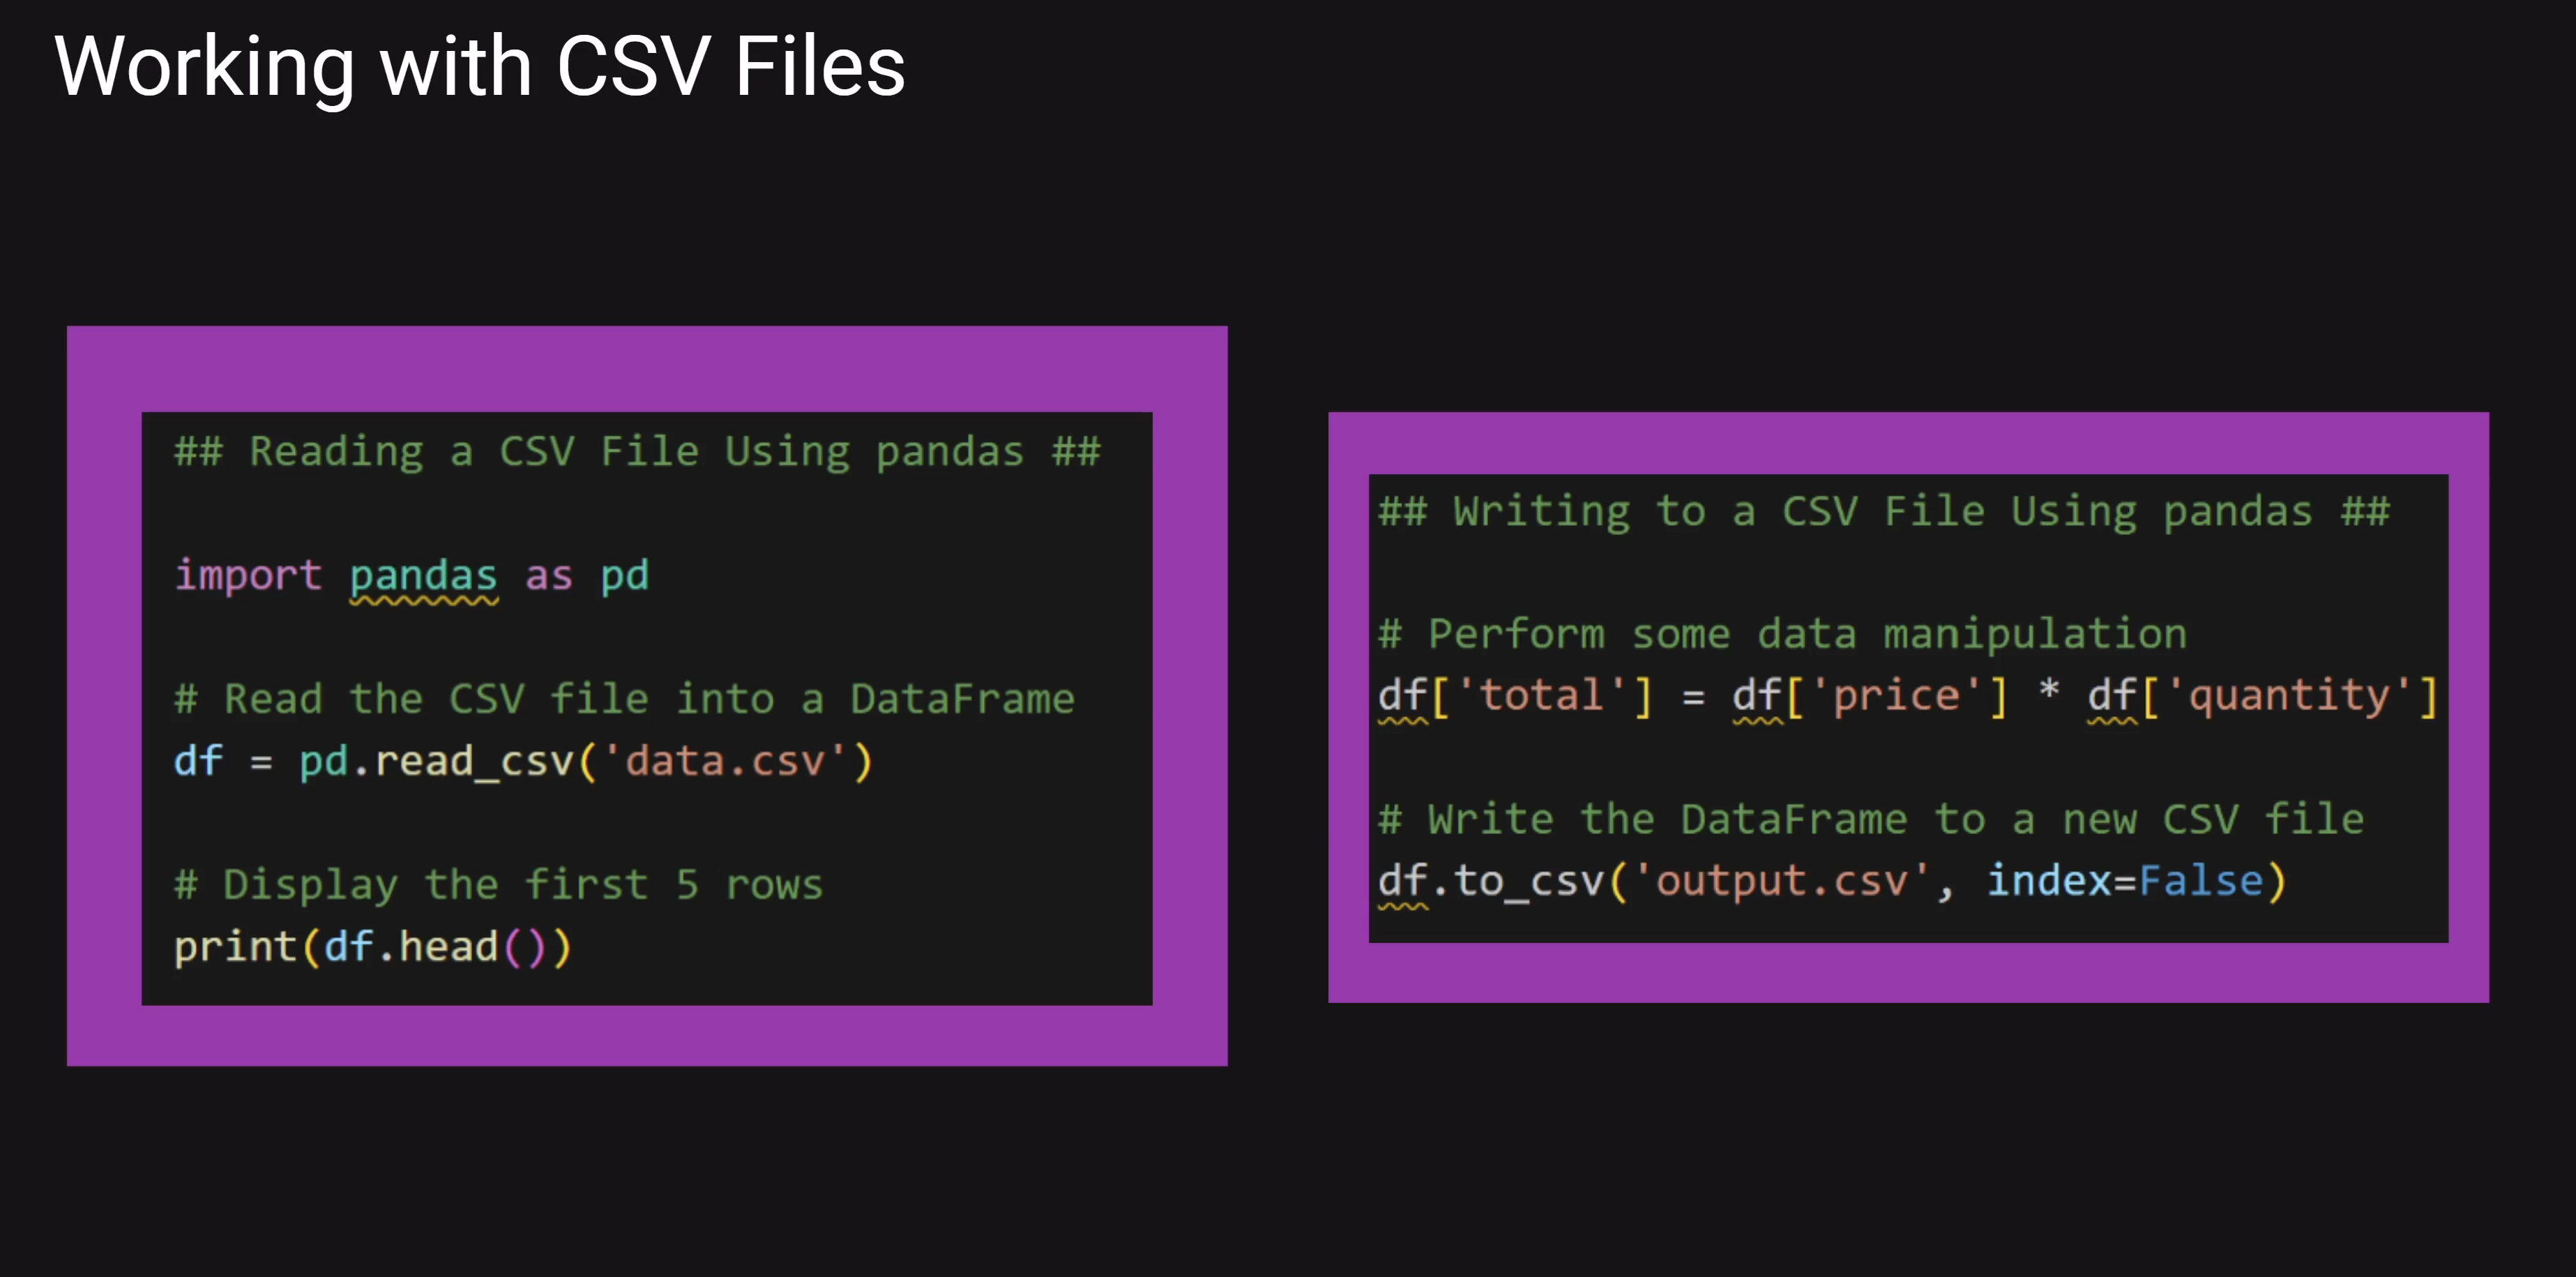 Working with CSV Files
## Reading a CSV File Using pandas ##
import pandas as pd
# Read the CSV file into a DataFrame
df = pd.read_csv('data.csv')
# Display the first 5 rows
print(df.head())
## Writing to a CSV File Using pandas ##
# Perform some data manipulation
df['total'] = df['price'] * df['quantity']
# Write the DataFrame to a new CSV file
df.to_csv('output.csv', index=False)